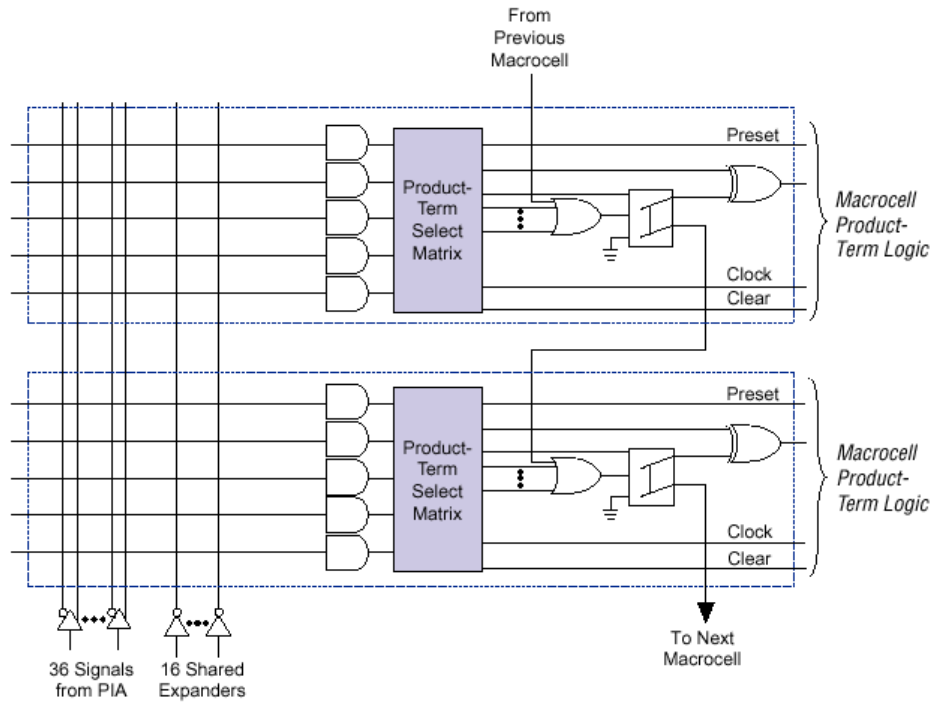 From
Previous
Macrocell
Preset
Product-
Term
Select
Matrix
Macrocell
Product-
Term Logic
Clock
Clear
Preset
Product-
Term
Select
Matrix
Macrocell
Product-
Term Logic
Clock
Clear
36 Signals
from PIA
16 Shared
Expanders
To Next
Macrocell